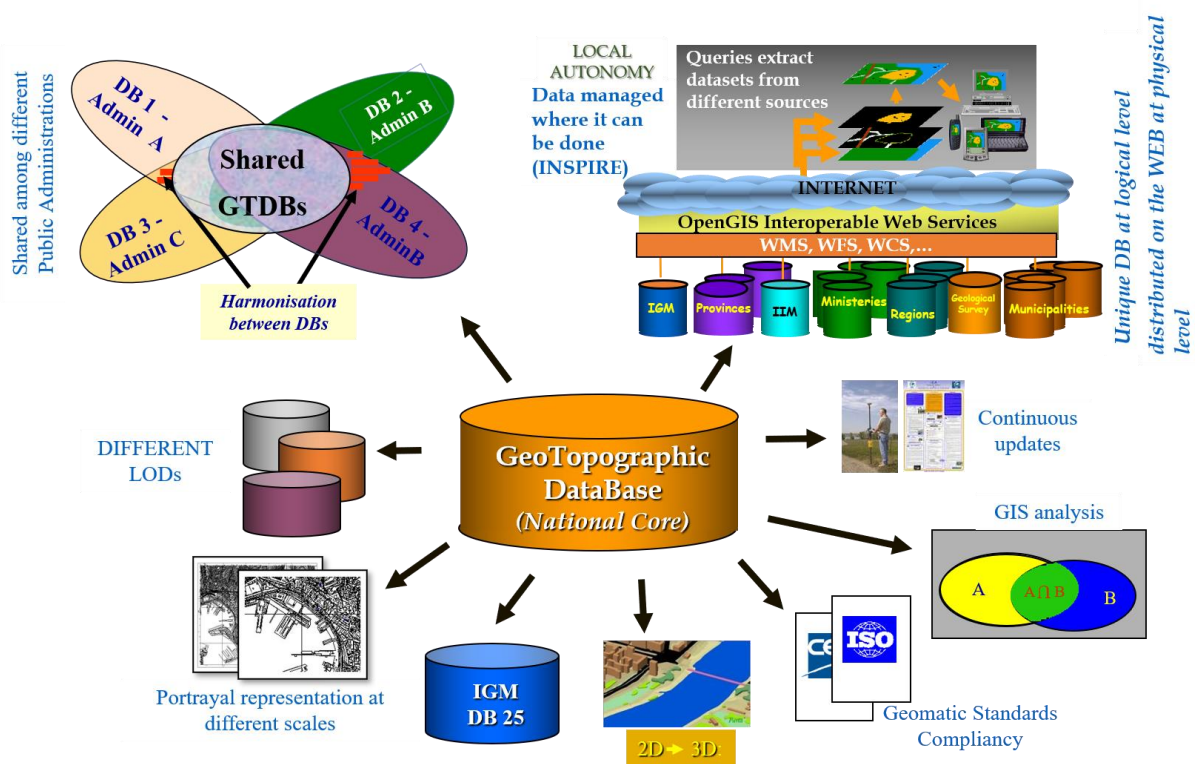 Shared among different
Public Administrations
DB 1 -
Admin A
DB 2 -
Admin B
Shared
GTDBs
DB 3 -
Admin C
DB 4 -
AdminB
Harmonisation
between DBs
LOCAL
AUTONOMY
Data managed
where it can
be done
(INSPIRE)
Queries extract
datasets from
different sources
INTERNET
OpenGIS Interoperable Web Services
WMS, WFS, WCS,...
IGM
Provinces
IIM
Ministeries
Regions
Geological
Survey
Municipalities
Unique DB at logical level
distributed on the WEB at physical
level
DIFFERENT
LODs
GeoTopographic
DataBase
(National Core)
Continuous
updates
GIS analysis
A
A∩B
B
Portrayal representation at
different scales
IGM
DB 25
2D → 3D:
CE
ISO
Geomatic Standards
Compliancy